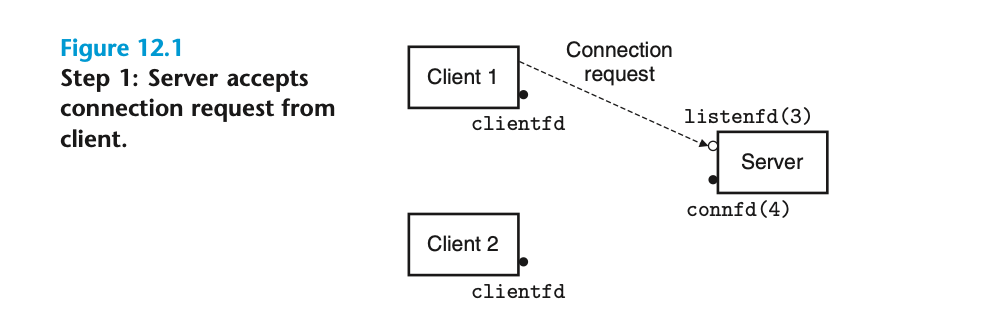 Figure 12.1
Step 1: Server accepts
connection request from
client.
Connection
request
Client 1
clientfd
listenfd(3)
Server
connfd(4)
Client 2
clientfd